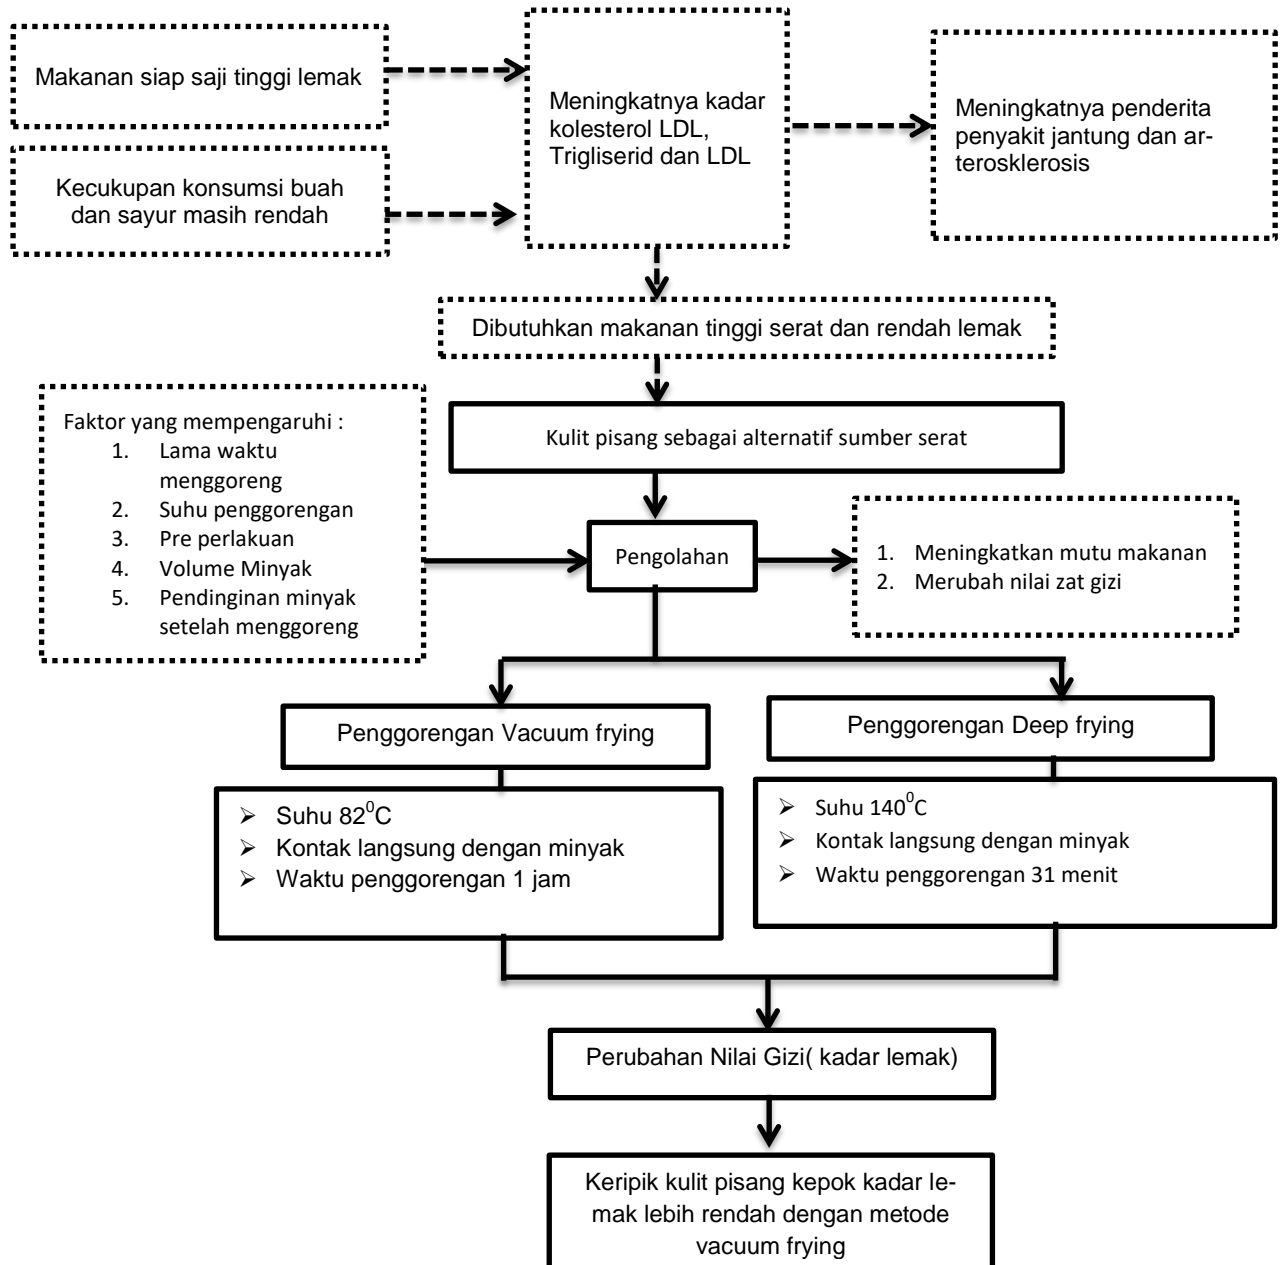 Makanan siap saji tinggi lemak
Kecukupan konsumsi buah
dan sayur masih rendah
Meningkatnya kadar
kolesterol LDL,
Trigliserid dan LDL
Meningkatnya penderita
penyakit jantung dan ar-
terosklerosis
Dibutuhkan makanan tinggi serat dan rendah lemak
Kulit pisang sebagai alternatif sumber serat
Faktor yang mempengaruhi :
1. Lama waktu
menggoreng
2. Suhu penggorengan
3. Pre perlakuan
4. Volume Minyak
5. Pendinginan minyak
setelah menggoreng
Pengolahan
1. Meningkatkan mutu makanan
2. Merubah nilai zat gizi
Penggorengan Vacuum frying
➢ Suhu 82⁰C
➢ Kontak langsung dengan minyak
➢ Waktu penggorengan 1 jam
Penggorengan Deep frying
➢ Suhu 140⁰C
➢ Kontak langsung dengan minyak
➢ Waktu penggorengan 31 menit
Perubahan Nilai Gizi( kadar lemak)
Keripik kulit pisang kepok kadar le-
mak lebih rendah dengan metode
vacuum frying